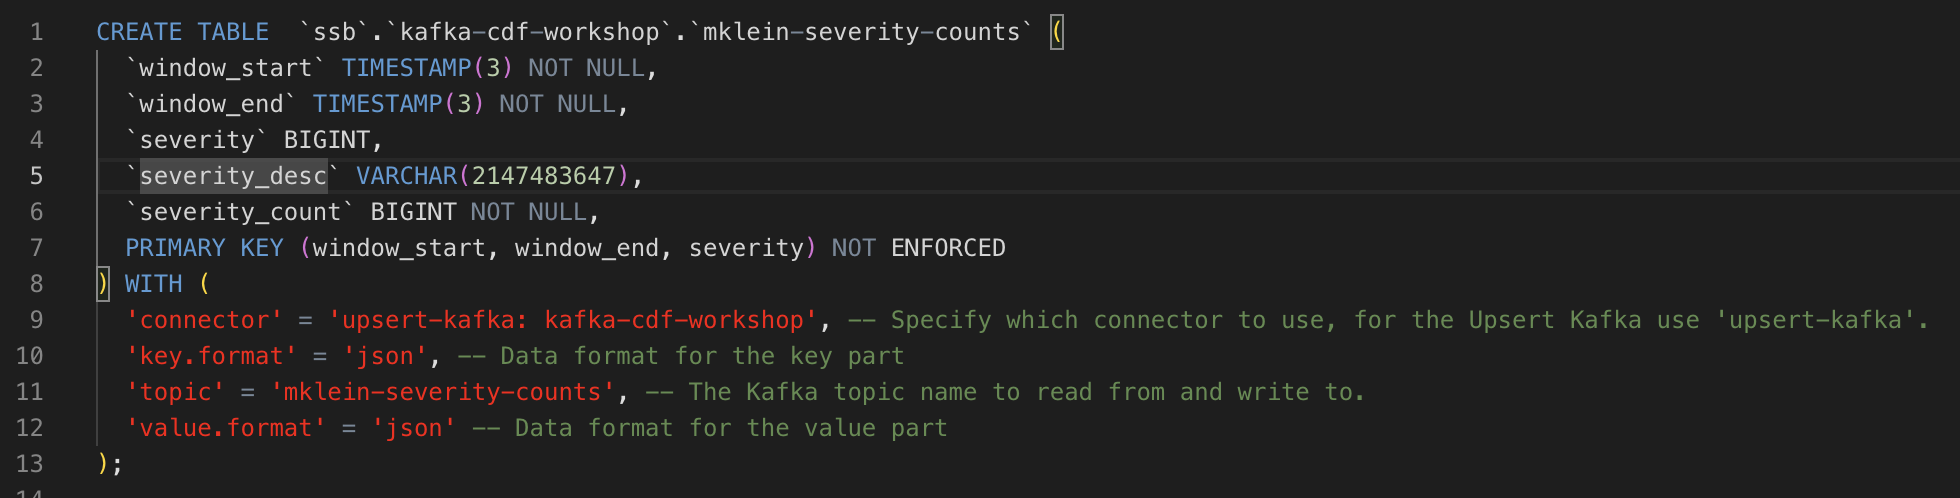 1 CREATE TABLE  `ssb`.`kafka-cdf-workshop`.`mklein-severity-counts` (
2   `window_start` TIMESTAMP(3) NOT NULL,
3   `window_end` TIMESTAMP(3) NOT NULL,
4   `severity` BIGINT,
5   `severity_desc` VARCHAR(2147483647),
6   `severity_count` BIGINT NOT NULL,
7   PRIMARY KEY (window_start, window_end, severity) NOT ENFORCED
8 ) WITH (
9   'connector' = 'upsert-kafka: kafka-cdf-workshop', -- Specify which connector to use, for the Upsert Kafka use 'upsert-kafka'.
10   'key.format' = 'json', -- Data format for the key part
11   'topic' = 'mklein-severity-counts', -- The Kafka topic name to read from and write to.
12   'value.format' = 'json' -- Data format for the value part
13 );
14